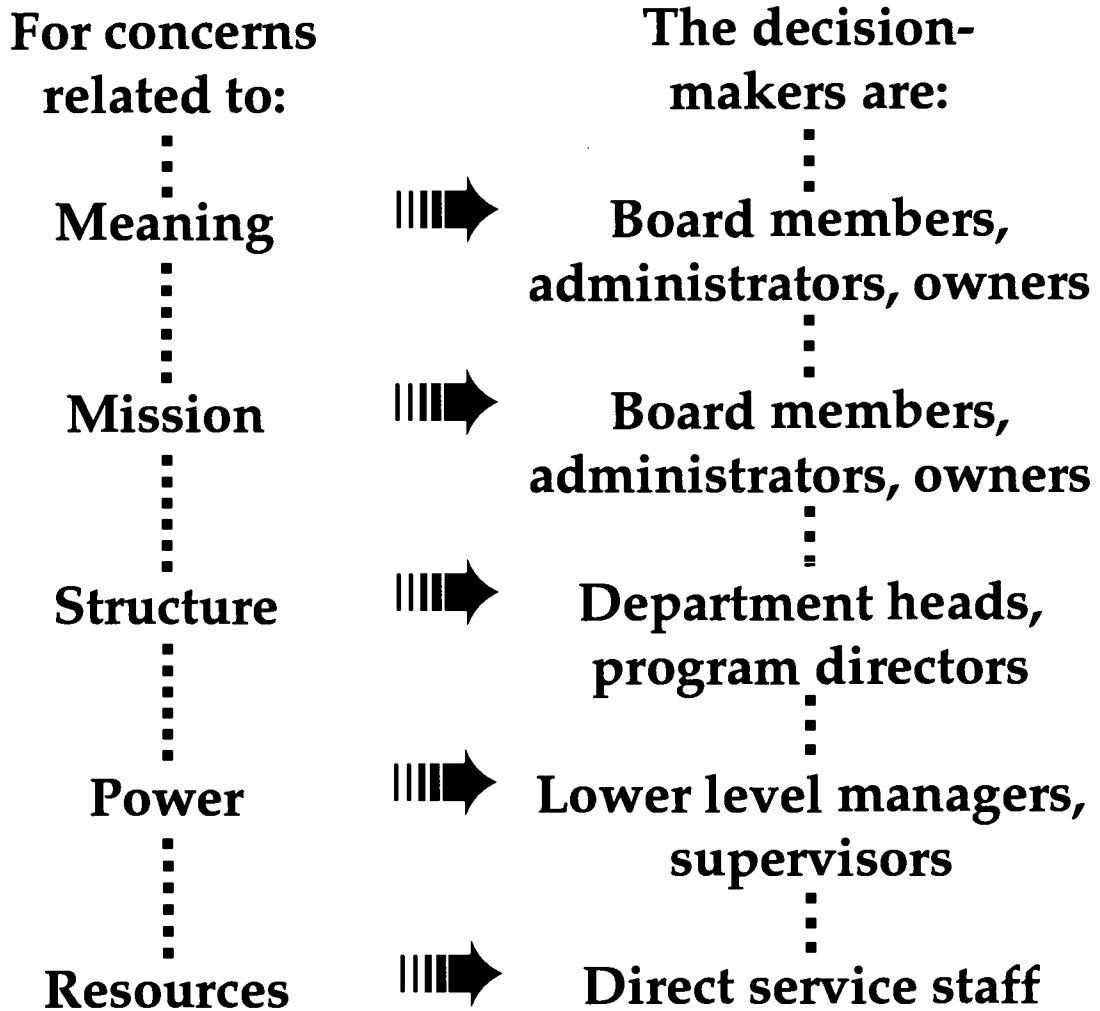 For concerns
related to:
The decision-
makers are:
Meaning
Board members,
administrators, owners
Mission
Board members,
administrators, owners
Structure
Department heads,
program directors
Power
Lower level managers,
supervisors
Resources
Direct service staff